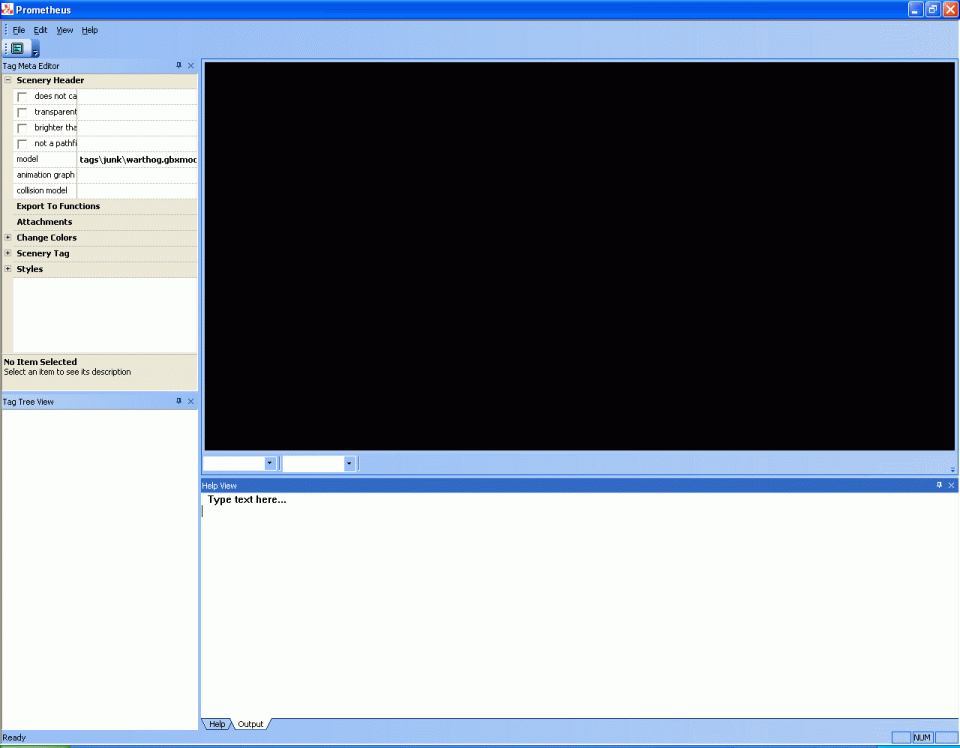 Prometheus
File Edit View Help
Tag Meta Editor
Scenery Header
does not ca
transparent
brighter tha
not a pathfi
model tags\junk\warthog.gbxmoc
animation graph
collision model
Export To Functions
Attachments
Change Colors
Scenery Tag
Styles
No Item Selected
Select an item to see its description
Tag Tree View
Help View
Type text here...
Help Output
Ready NUM